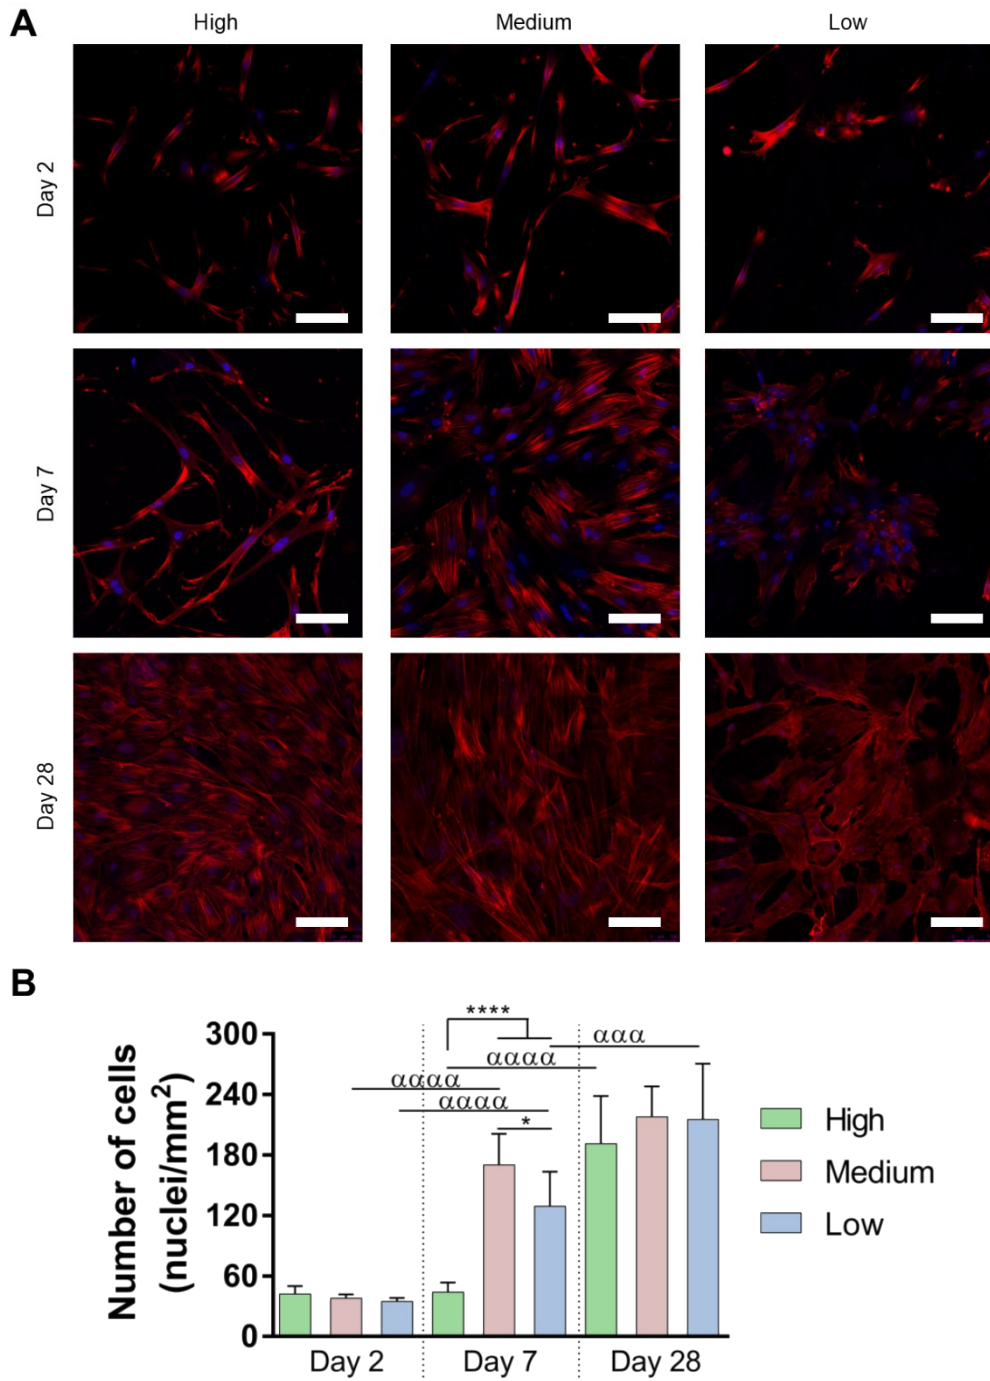 A
High Medium Low
Day 2
Day 7
Day 28
B
Number of cells
(nuclei/mm²)
300
240
180
120
60
0
****
ααα
αααα
αααα
αααα
*
High
Medium
Low
Day 2 Day 7 Day 28